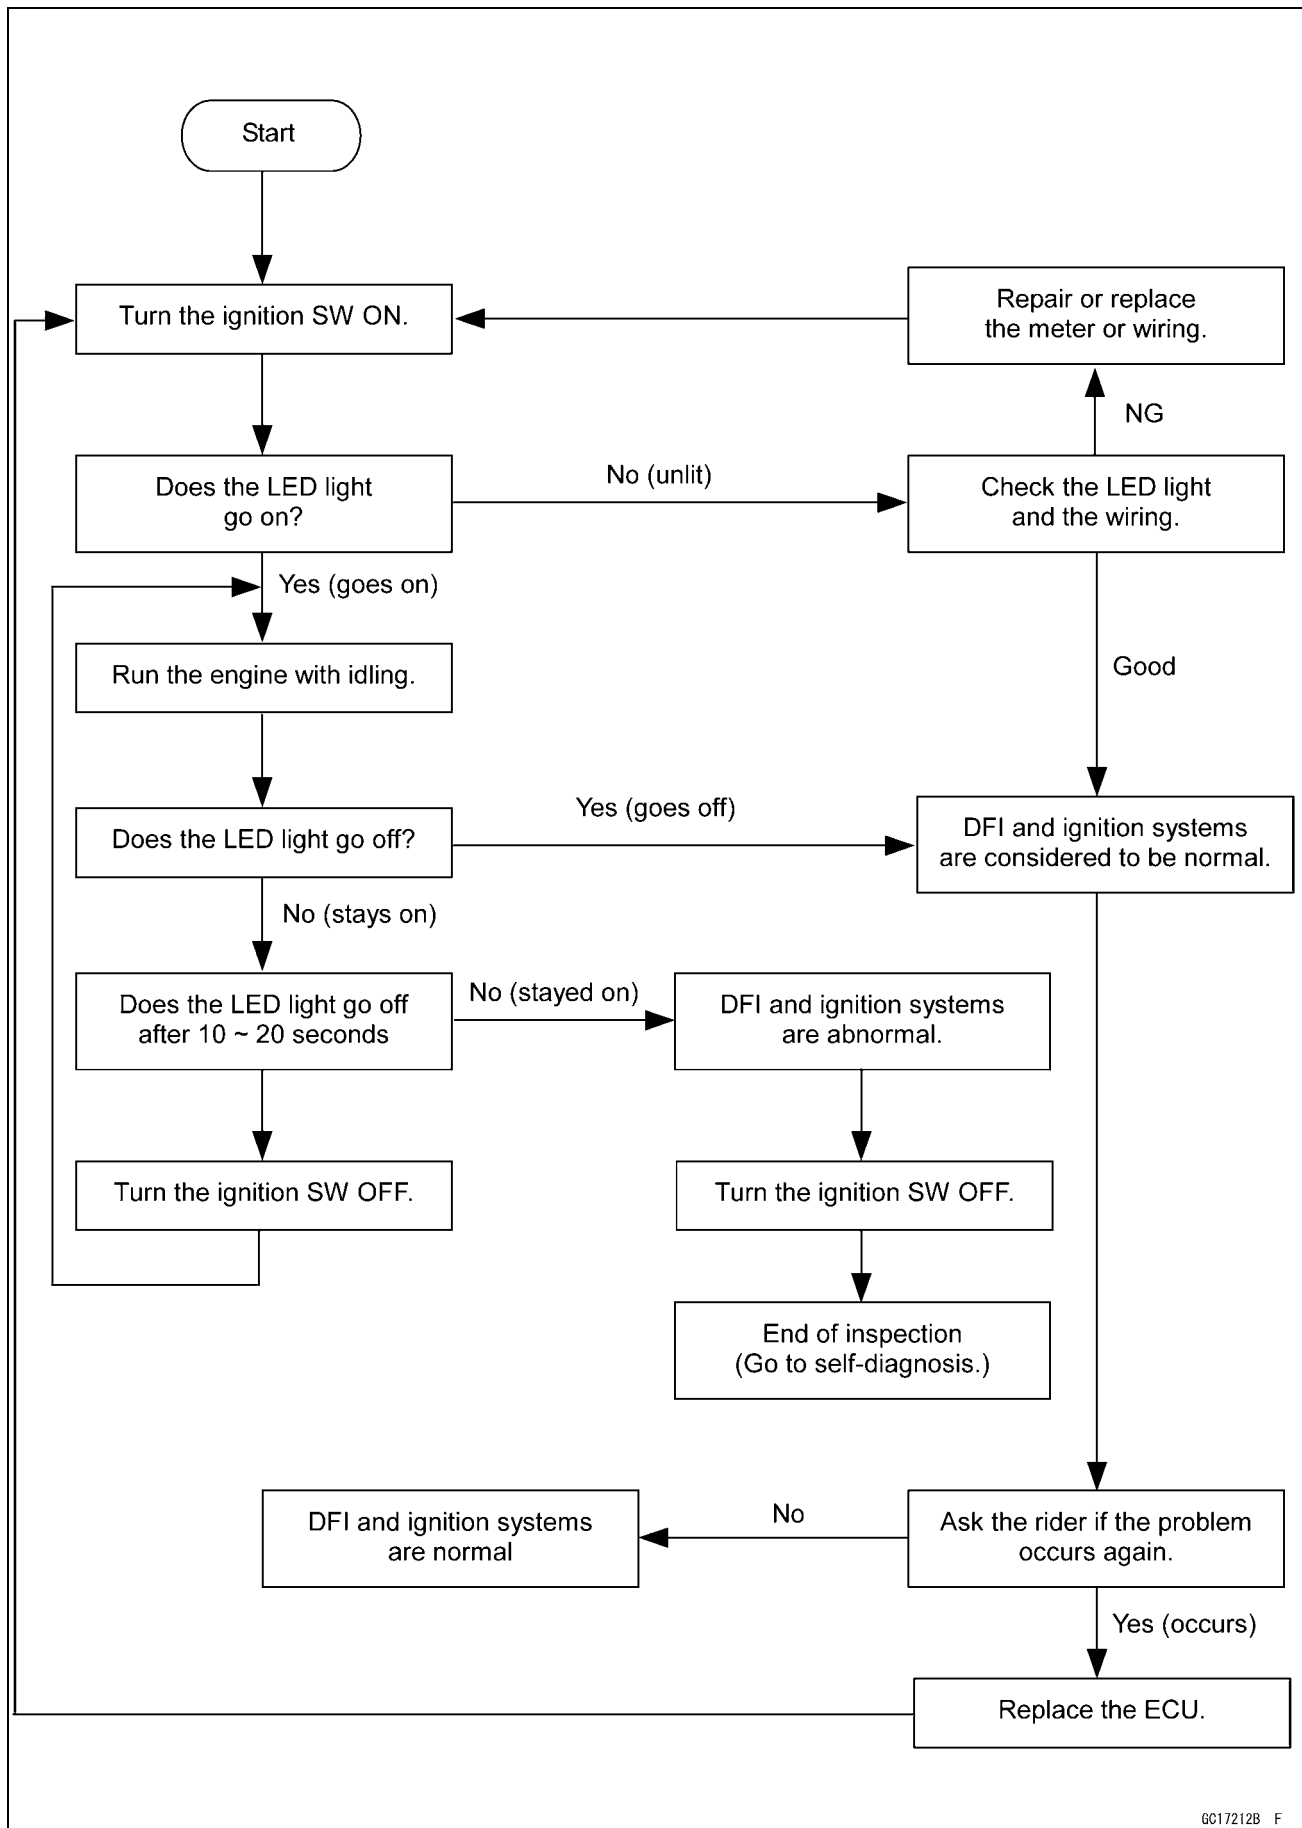 Start
Turn the ignition SW ON.
Repair or replace
the meter or wiring.
NG
Does the LED light
go on?
No (unlit)
Check the LED light
and the wiring.
Yes (goes on)
Run the engine with idling.
Good
Does the LED light go off?
Yes (goes off)
DFI and ignition systems
are considered to be normal.
No (stays on)
Does the LED light go off
after 10 ~ 20 seconds
No (stayed on)
DFI and ignition systems
are abnormal.
Turn the ignition SW OFF.
Turn the ignition SW OFF.
End of inspection
(Go to self-diagnosis.)
DFI and ignition systems
are normal
No
Ask the rider if the problem
occurs again.
Yes (occurs)
Replace the ECU.
GC17212B F